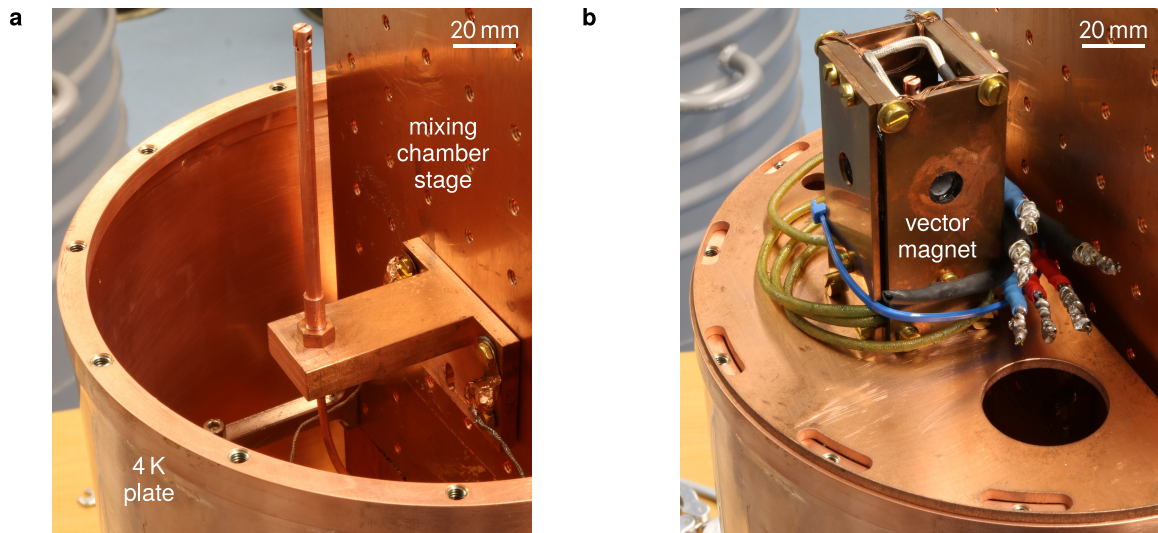 a
20 mm
mixing
chamber
stage
4 K
plate
b
20 mm
vector
magnet